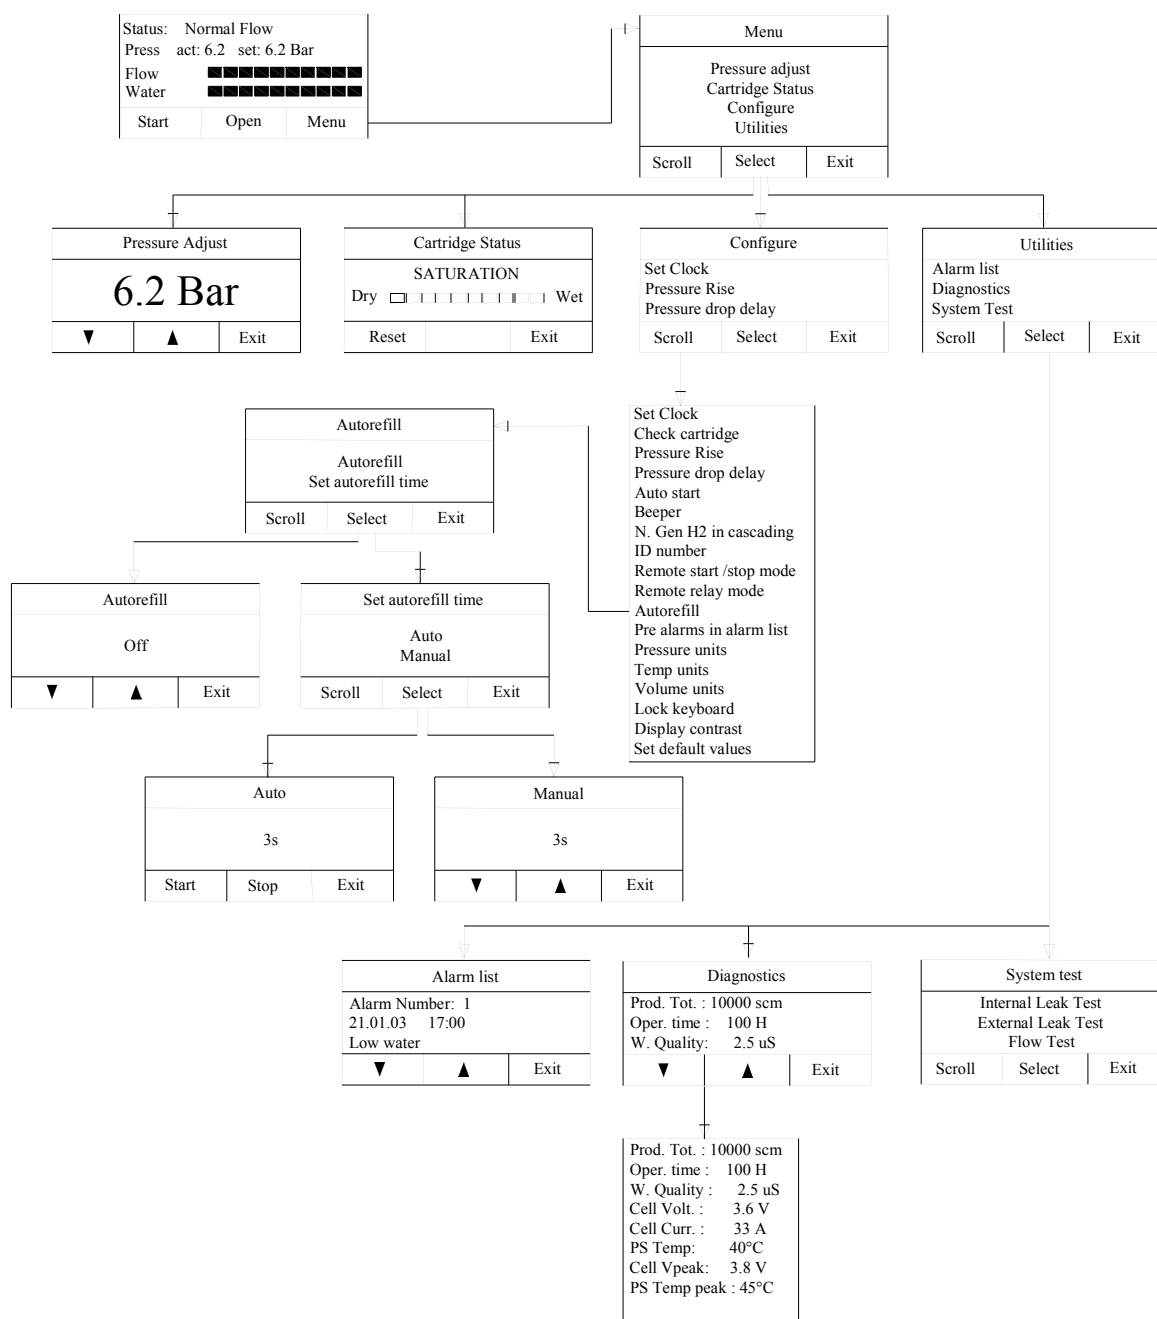 Status: Normal Flow
Press act: 6.2 set: 6.2 Bar
Flow
Water
Start Open Menu
Menu
Pressure adjust
Cartridge Status
Configure
Utilities
Scroll Select Exit
Pressure Adjust
6.2 Bar
▼ ▲ Exit
Cartridge Status
SATURATION
Dry Wet
Reset Exit
Configure
Set Clock
Pressure Rise
Pressure drop delay
Scroll Select Exit
Utilities
Alarm list
Diagnostics
System Test
Scroll Select Exit
Set Clock
Check cartridge
Pressure Rise
Pressure drop delay
Auto start
Beeper
N. Gen H2 in cascading
ID number
Remote start /stop mode
Remote relay mode
Autorefill
Pre alarms in alarm list
Pressure units
Temp units
Volume units
Lock keyboard
Display contrast
Set default values
Autorefill
Autorefill
Set autorefill time
Scroll Select Exit
Autorefill
Off
▼ ▲ Exit
Set autorefill time
Auto
Manual
Scroll Select Exit
Auto
3s
Start Stop Exit
Manual
3s
▼ ▲ Exit
Alarm list
Alarm Number: 1
21.01.03 17:00
Low water
▼ ▲ Exit
Diagnostics
Prod. Tot. : 10000 scm
Oper. time : 100 H
W. Quality: 2.5 uS
▼ ▲ Exit
System test
Internal Leak Test
External Leak Test
Flow Test
Scroll Select Exit
Prod. Tot. : 10000 scm
Oper. time : 100 H
W. Quality : 2.5 uS
Cell Volt. : 3.6 V
Cell Curr. : 33 A
PS Temp: 40°C
Cell Vpeak: 3.8 V
PS Temp peak : 45°C